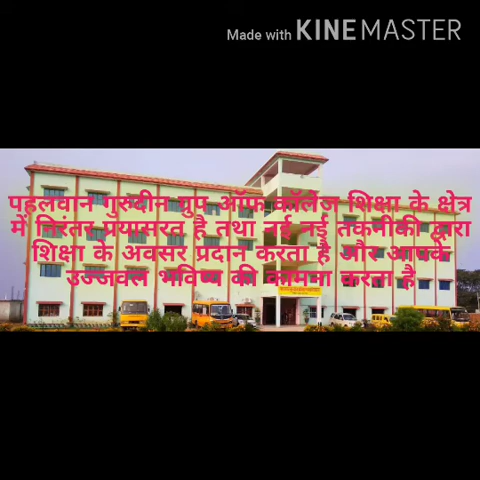 Made with KINEMASTER
पहलवान गुरुदीन ग्रुप ऑफ कॉलेज शिक्षा के क्षेत्र
में निरंतर प्रयासरत है तथा नई नई तकनीकी द्वारा
शिक्षा के अवसर प्रदान करता है और आपके
उज्जवल भविष्य की कामना करता है